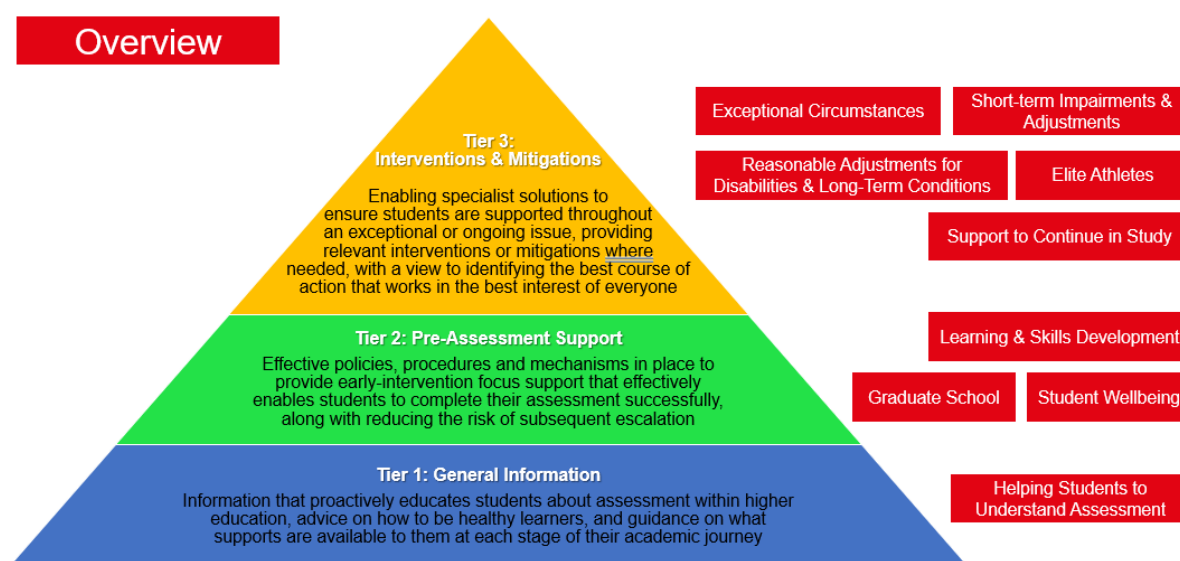 Overview
Tier 3:
Interventions & Mitigations
Enabling specialist solutions to
ensure students are supported throughout
an exceptional or ongoing issue, providing
relevant interventions or mitigations where
needed, with a view to identifying the best course of
action that works in the best interest of everyone
Exceptional Circumstances
Short-term Impairments &
Adjustments
Reasonable Adjustments for
Disabilities & Long-Term Conditions
Elite Athletes
Support to Continue in Study
Tier 2: Pre-Assessment Support
Effective policies, procedures and mechanisms in place to
provide early-intervention focus support that effectively
enables students to complete their assessment successfully,
along with reducing the risk of subsequent escalation
Learning & Skills Development
Graduate School
Student Wellbeing
Tier 1: General Information
Information that proactively educates students about assessment within higher
education, advice on how to be healthy learners, and guidance on what
supports are available to them at each stage of their academic journey
Helping Students to
Understand Assessment